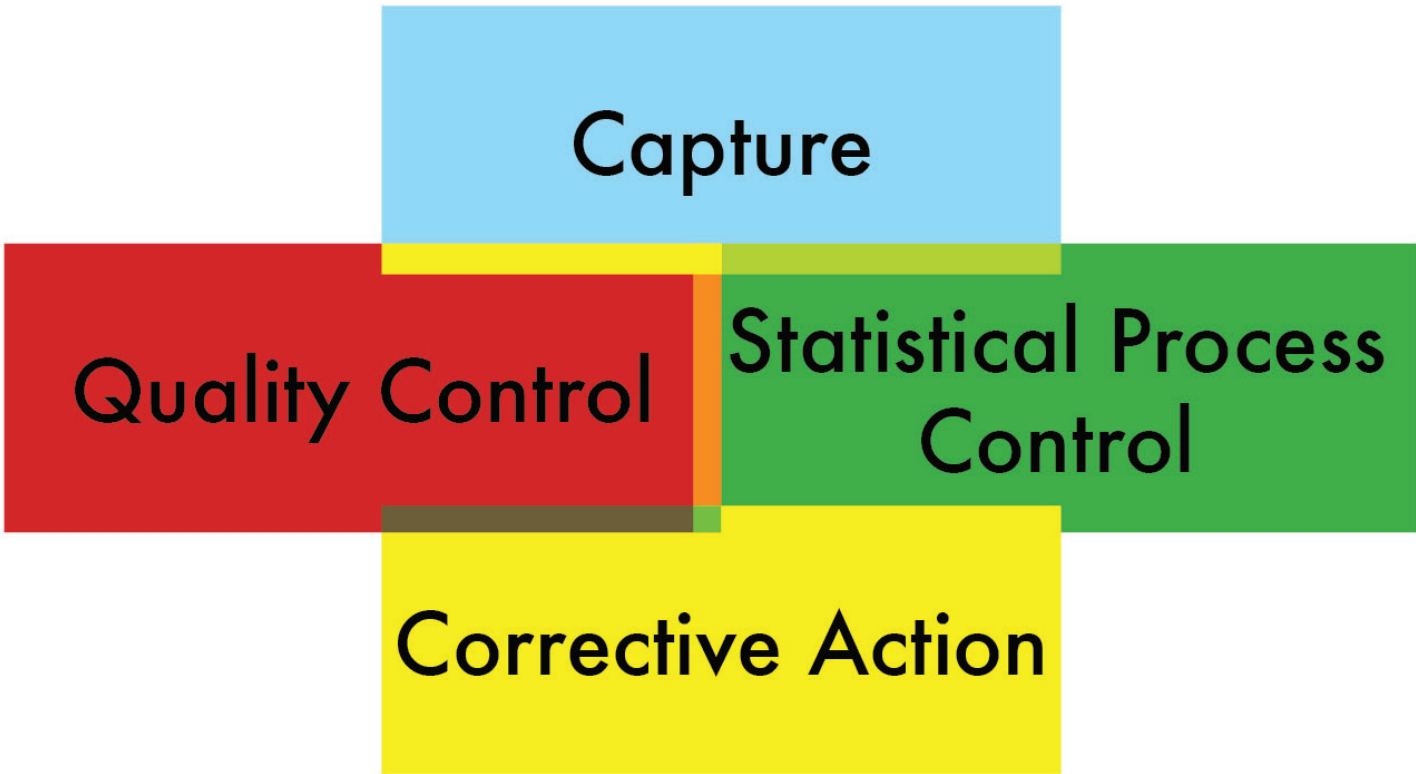 Capture
Quality Control
Statistical Process
Control
Corrective Action